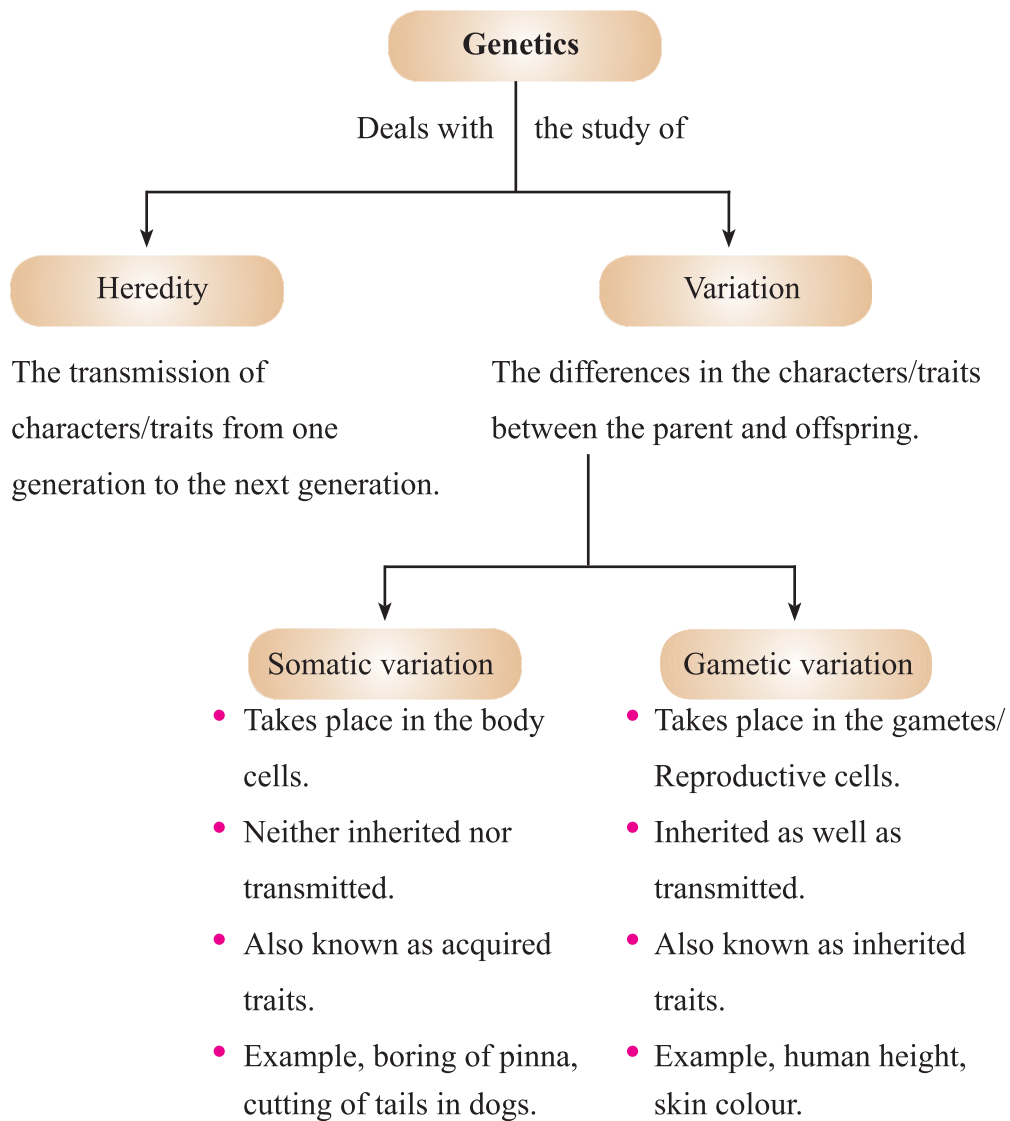 Genetics
Deals with the study of
Heredity
The transmission of
characters/traits from one
generation to the next generation.
Variation
The differences in the characters/traits
between the parent and offspring.
Somatic variation
• Takes place in the body
cells.
• Neither inherited nor
transmitted.
• Also known as acquired
traits.
• Example, boring of pinna,
cutting of tails in dogs.
Gametic variation
• Takes place in the gametes/
Reproductive cells.
• Inherited as well as
transmitted.
• Also known as inherited
traits.
• Example, human height,
skin colour.